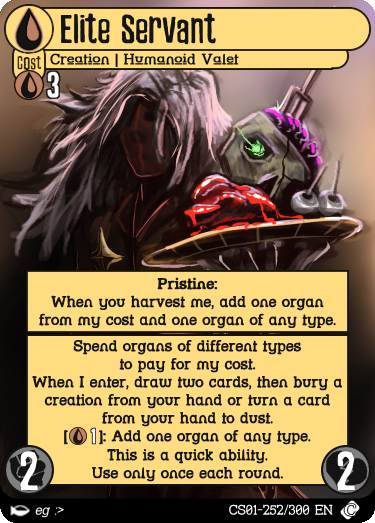 Elite Servant
Cost
Creation | Humanoid Valet
3
Pristine:
When you harvest me, add one organ
from my cost and one organ of any type.
Spend organs of different types
to pay for my cost.
When I enter, draw two cards, then bury a
creation from your hand or turn a card
from your hand to dust.
[1]: Add one organ of any type.
This is a quick ability.
Use only once each round.
2
2
eg :>
CS01-252/300 EN